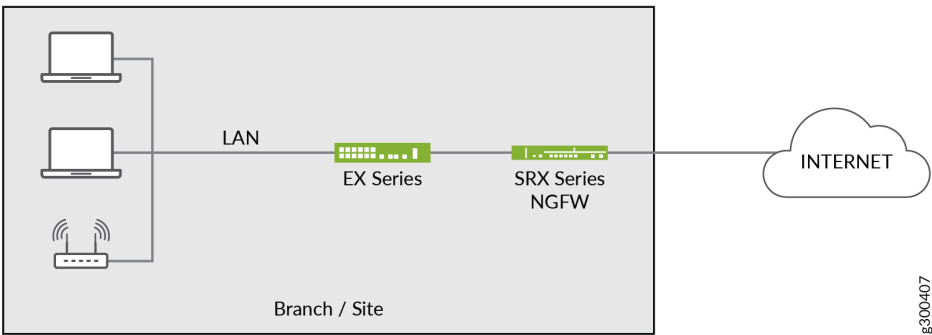 LAN
EX Series
SRX Series
NGFW
INTERNET
Branch / Site
g300407